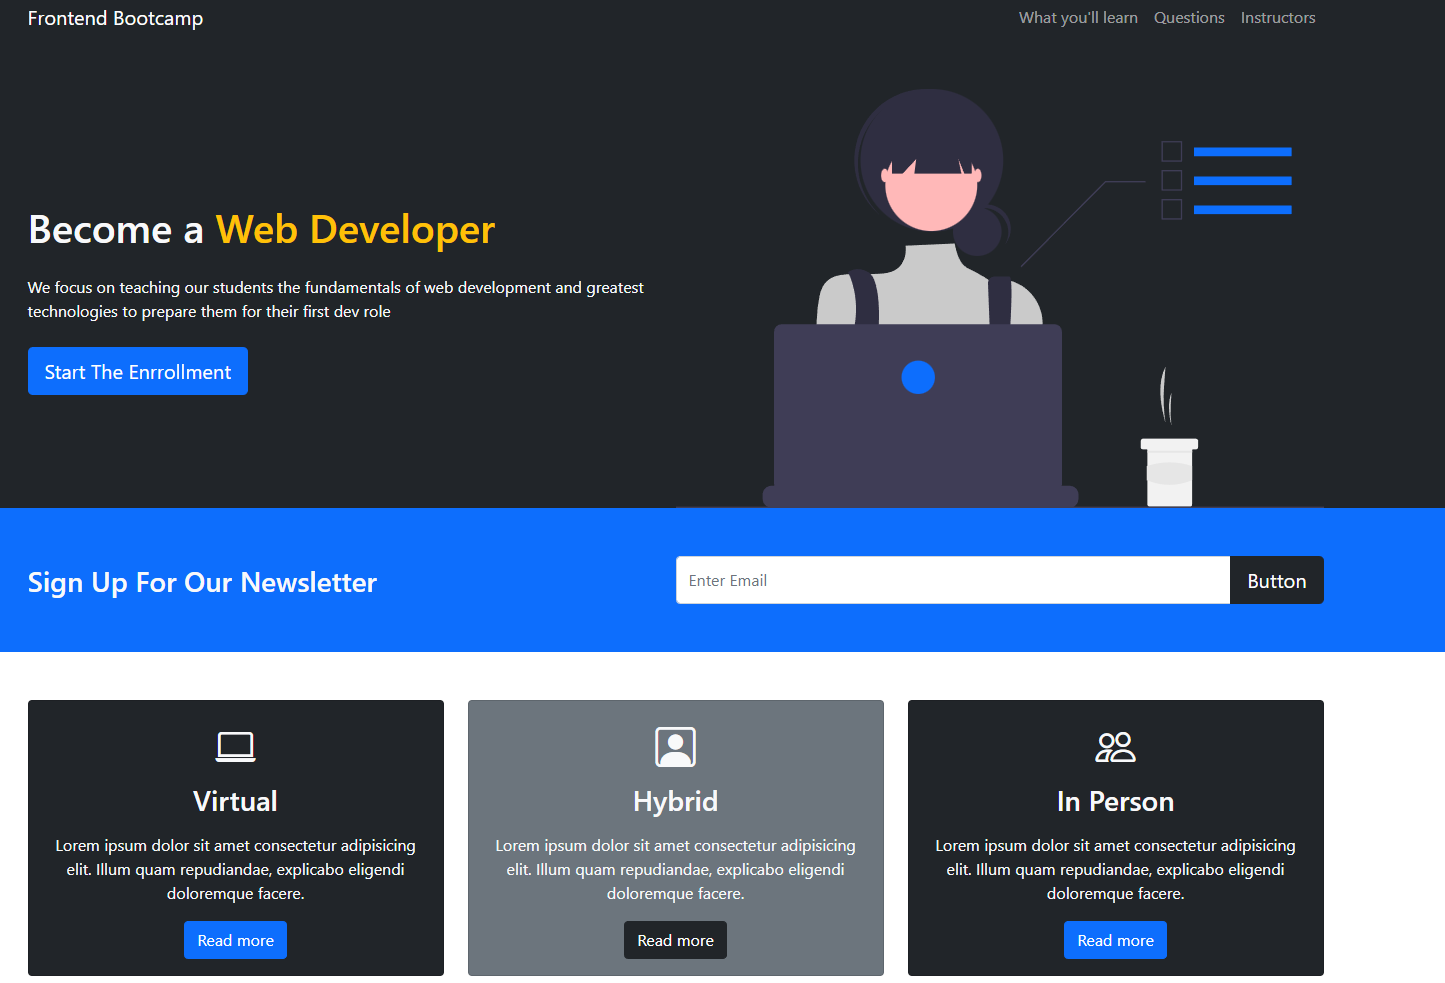 Frontend Bootcamp
What you'll learn Questions Instructors
Become a Web Developer
We focus on teaching our students the fundamentals of web development and greatest
technologies to prepare them for their first dev role
Start The Enrrollment
Sign Up For Our Newsletter
Enter Email
Button
Virtual
Lorem ipsum dolor sit amet consectetur adipisicing
elit. Illum quam repudiandae, explicabo eligendi
doloremque facere.
Read more
Hybrid
Lorem ipsum dolor sit amet consectetur adipisicing
elit. Illum quam repudiandae, explicabo eligendi
doloremque facere.
Read more
In Person
Lorem ipsum dolor sit amet consectetur adipisicing
elit. Illum quam repudiandae, explicabo eligendi
doloremque facere.
Read more